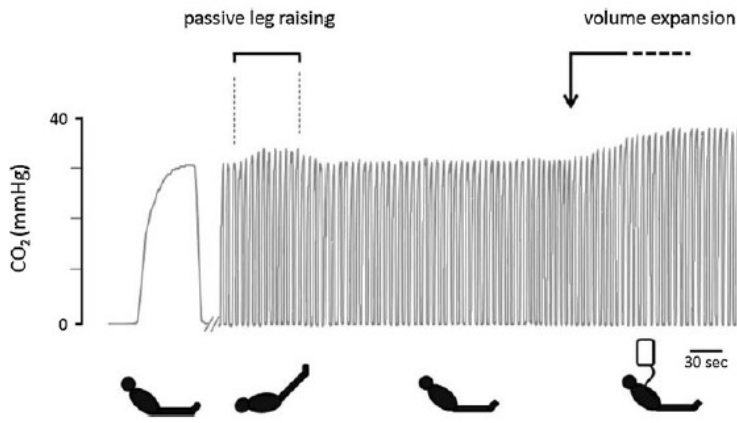 passive leg raising
volume expansion
40
CO₂ (mmHg)
0
30 sec